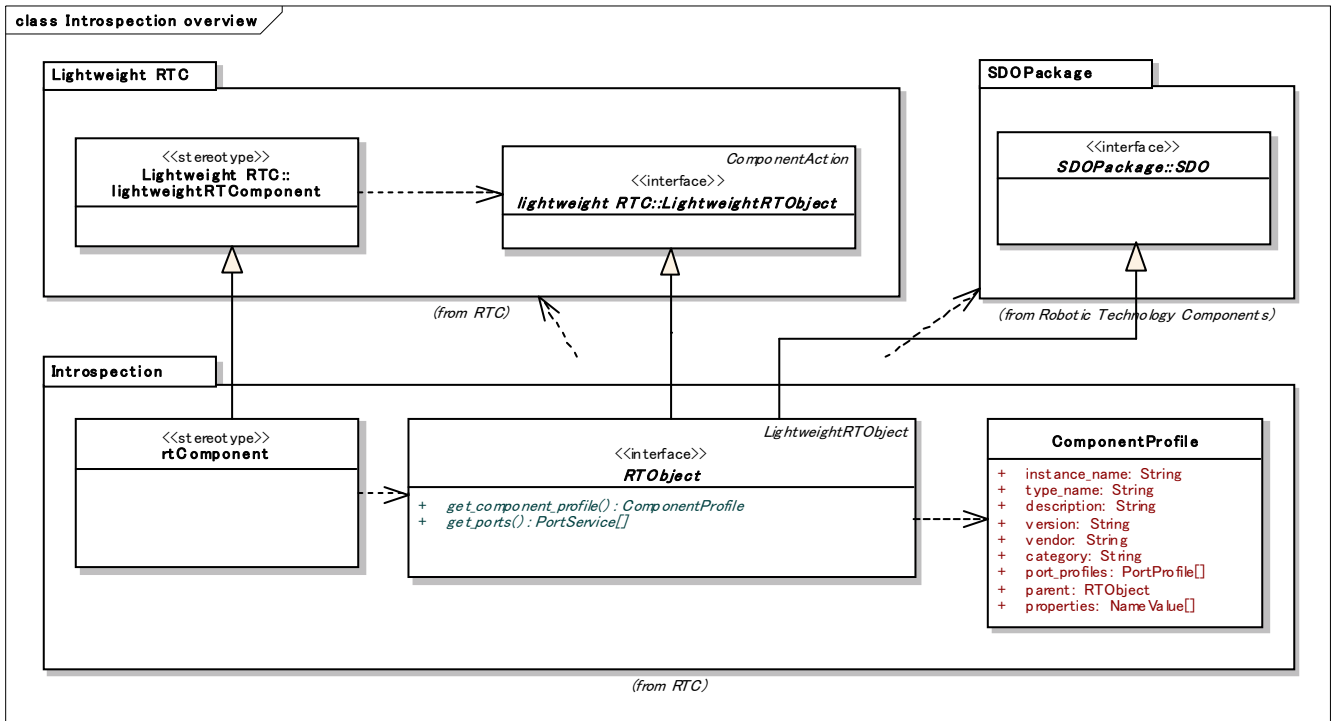 class Introspection overview
Lightweight RTC
<<stereotype>>
Lightweight RTC::
lightweightRTComponent
ComponentAction
<<interface>>
lightweight RTC::LightweightRTObject
(from RTC)
SDOPackage
<<interface>>
SDOPackage::SDO
(from Robotic Technology Components)
Introspection
<<stereotype>>
rtComponent
LightweightRTObject
<<interface>>
RTObject
+ get_component_profile() : ComponentProfile
+ get_ports() : PortService[]
ComponentProfile
+ instance_name: String
+ type_name: String
+ description: String
+ version: String
+ vendor: String
+ category: String
+ port_profiles: PortProfile[]
+ parent: RTObject
+ properties: NameValue[]
(from RTC)